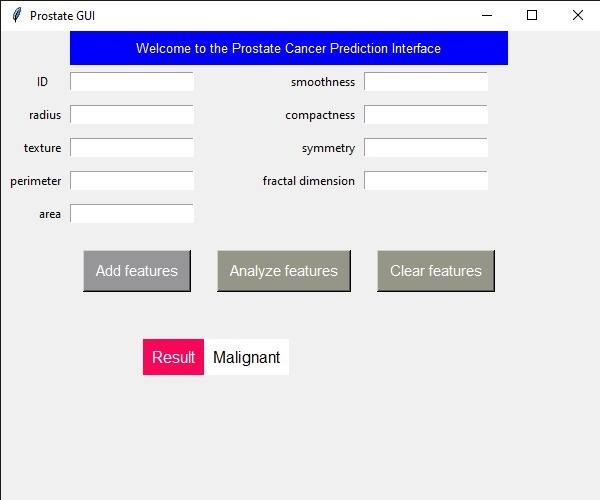 Prostate GUI
Welcome to the Prostate Cancer Prediction Interface
ID smoothness
radius compactness
texture symmetry
perimeter fractal dimension
area
Add features Analyze features Clear features
Result Malignant